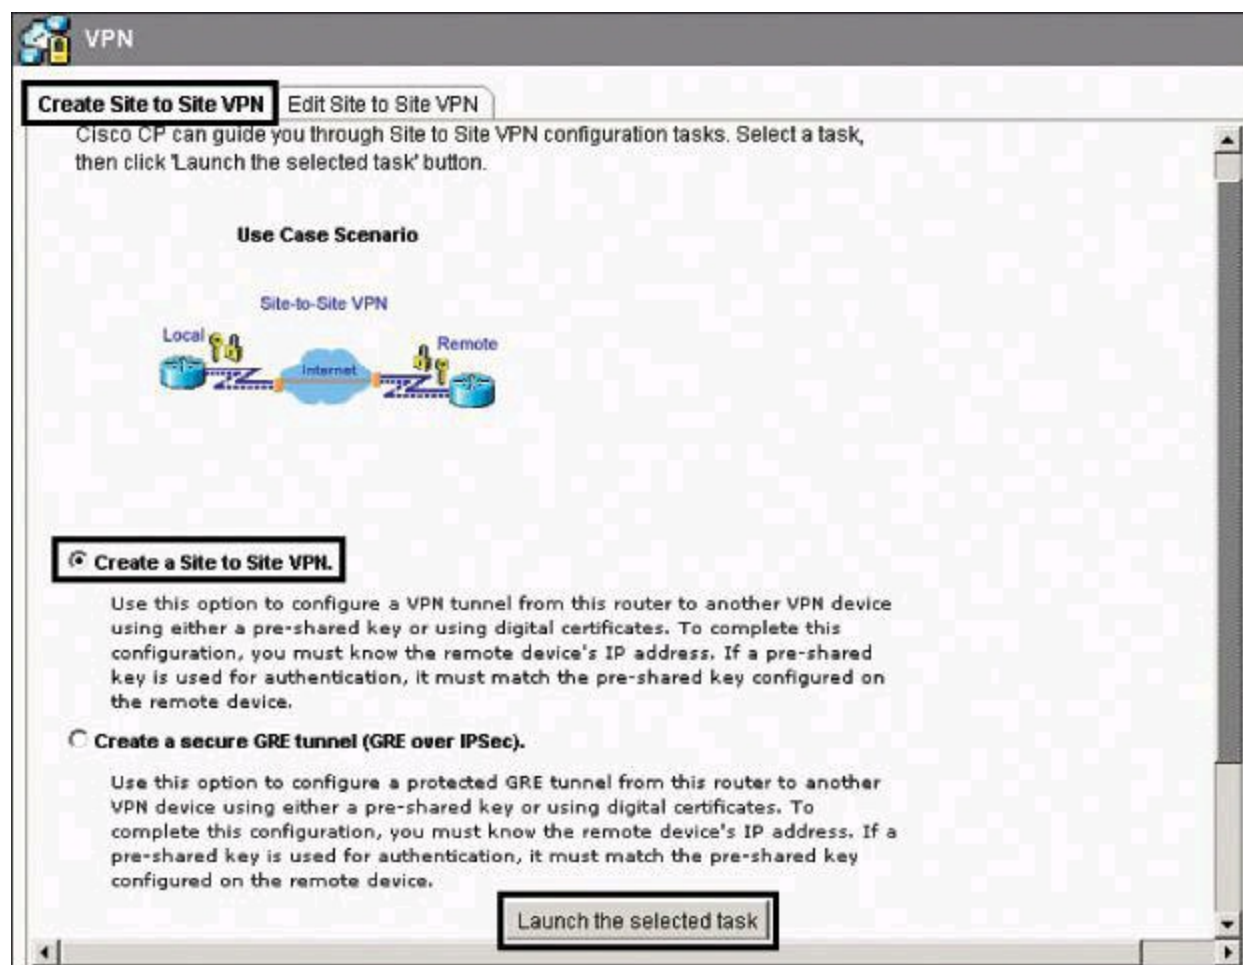 VPN
Create Site to Site VPN
Edit Site to Site VPN
Cisco CP can guide you through Site to Site VPN configuration tasks. Select a task,
then click 'Launch the selected task' button.
Use Case Scenario
Site-to-Site VPN
Local
Remote
Internet
Create a Site to Site VPN.
Use this option to configure a VPN tunnel from this router to another VPN device
using either a pre-shared key or using digital certificates. To complete this
configuration, you must know the remote device's IP address. If a pre-shared
key is used for authentication, it must match the pre-shared key configured on
the remote device.
Create a secure GRE tunnel (GRE over IPSec).
Use this option to configure a protected GRE tunnel from this router to another
VPN device using either a pre-shared key or using digital certificates. To
complete this configuration, you must know the remote device's IP address. If a
pre-shared key is used for authentication, it must match the pre-shared key
configured on the remote device.
Launch the selected task